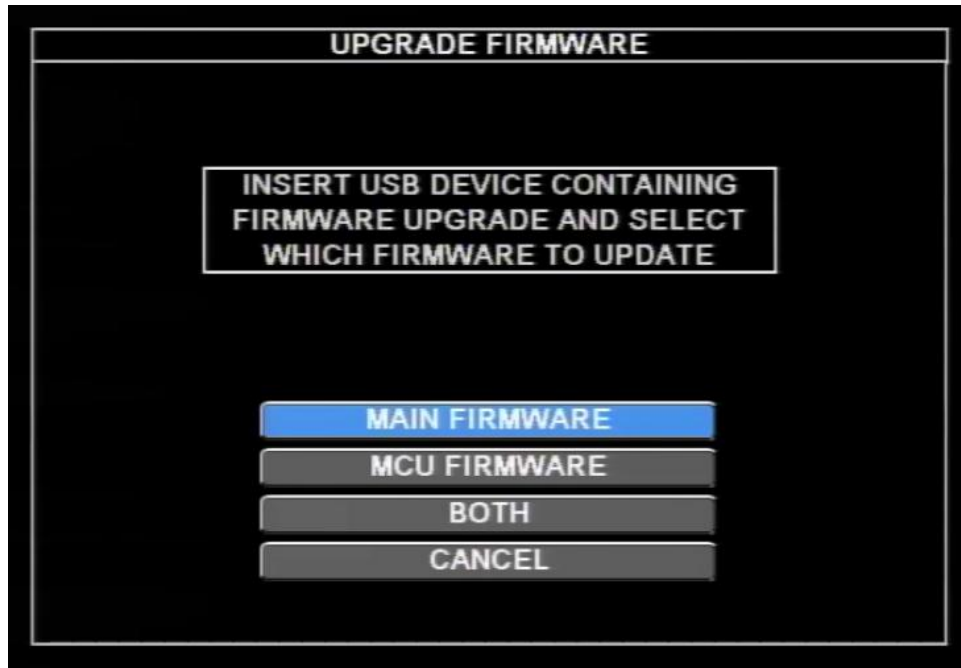 UPGRADE FIRMWARE
INSERT USB DEVICE CONTAINING
FIRMWARE UPGRADE AND SELECT
WHICH FIRMWARE TO UPDATE
MAIN FIRMWARE
MCU FIRMWARE
BOTH
CANCEL